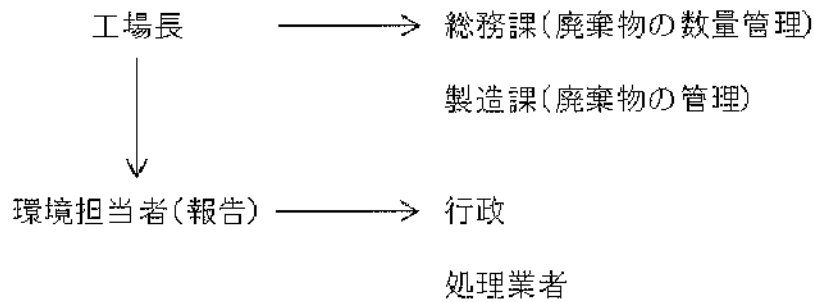 工場長 → 総務課(廃棄物の数量管理)
製造課(廃棄物の管理)
環境担当者(報告) → 行政
処理業者